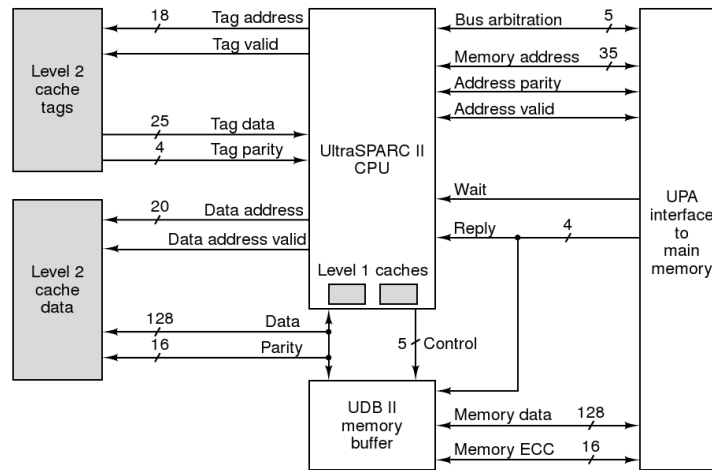 18
Tag address
Tag valid
Level 2
cache
tags
25
Tag data
4
Tag parity
UltraSPARC II
CPU
Bus arbitration
5
Memory address
35
Address parity
Address valid
Wait
UPA
interface
to
main
memory
Reply
4
20
Data address
Data address valid
Level 2
cache
data
Level 1 caches
128
Data
16
Parity
5
Control
UDB II
memory
buffer
Memory data
128
Memory ECC
16